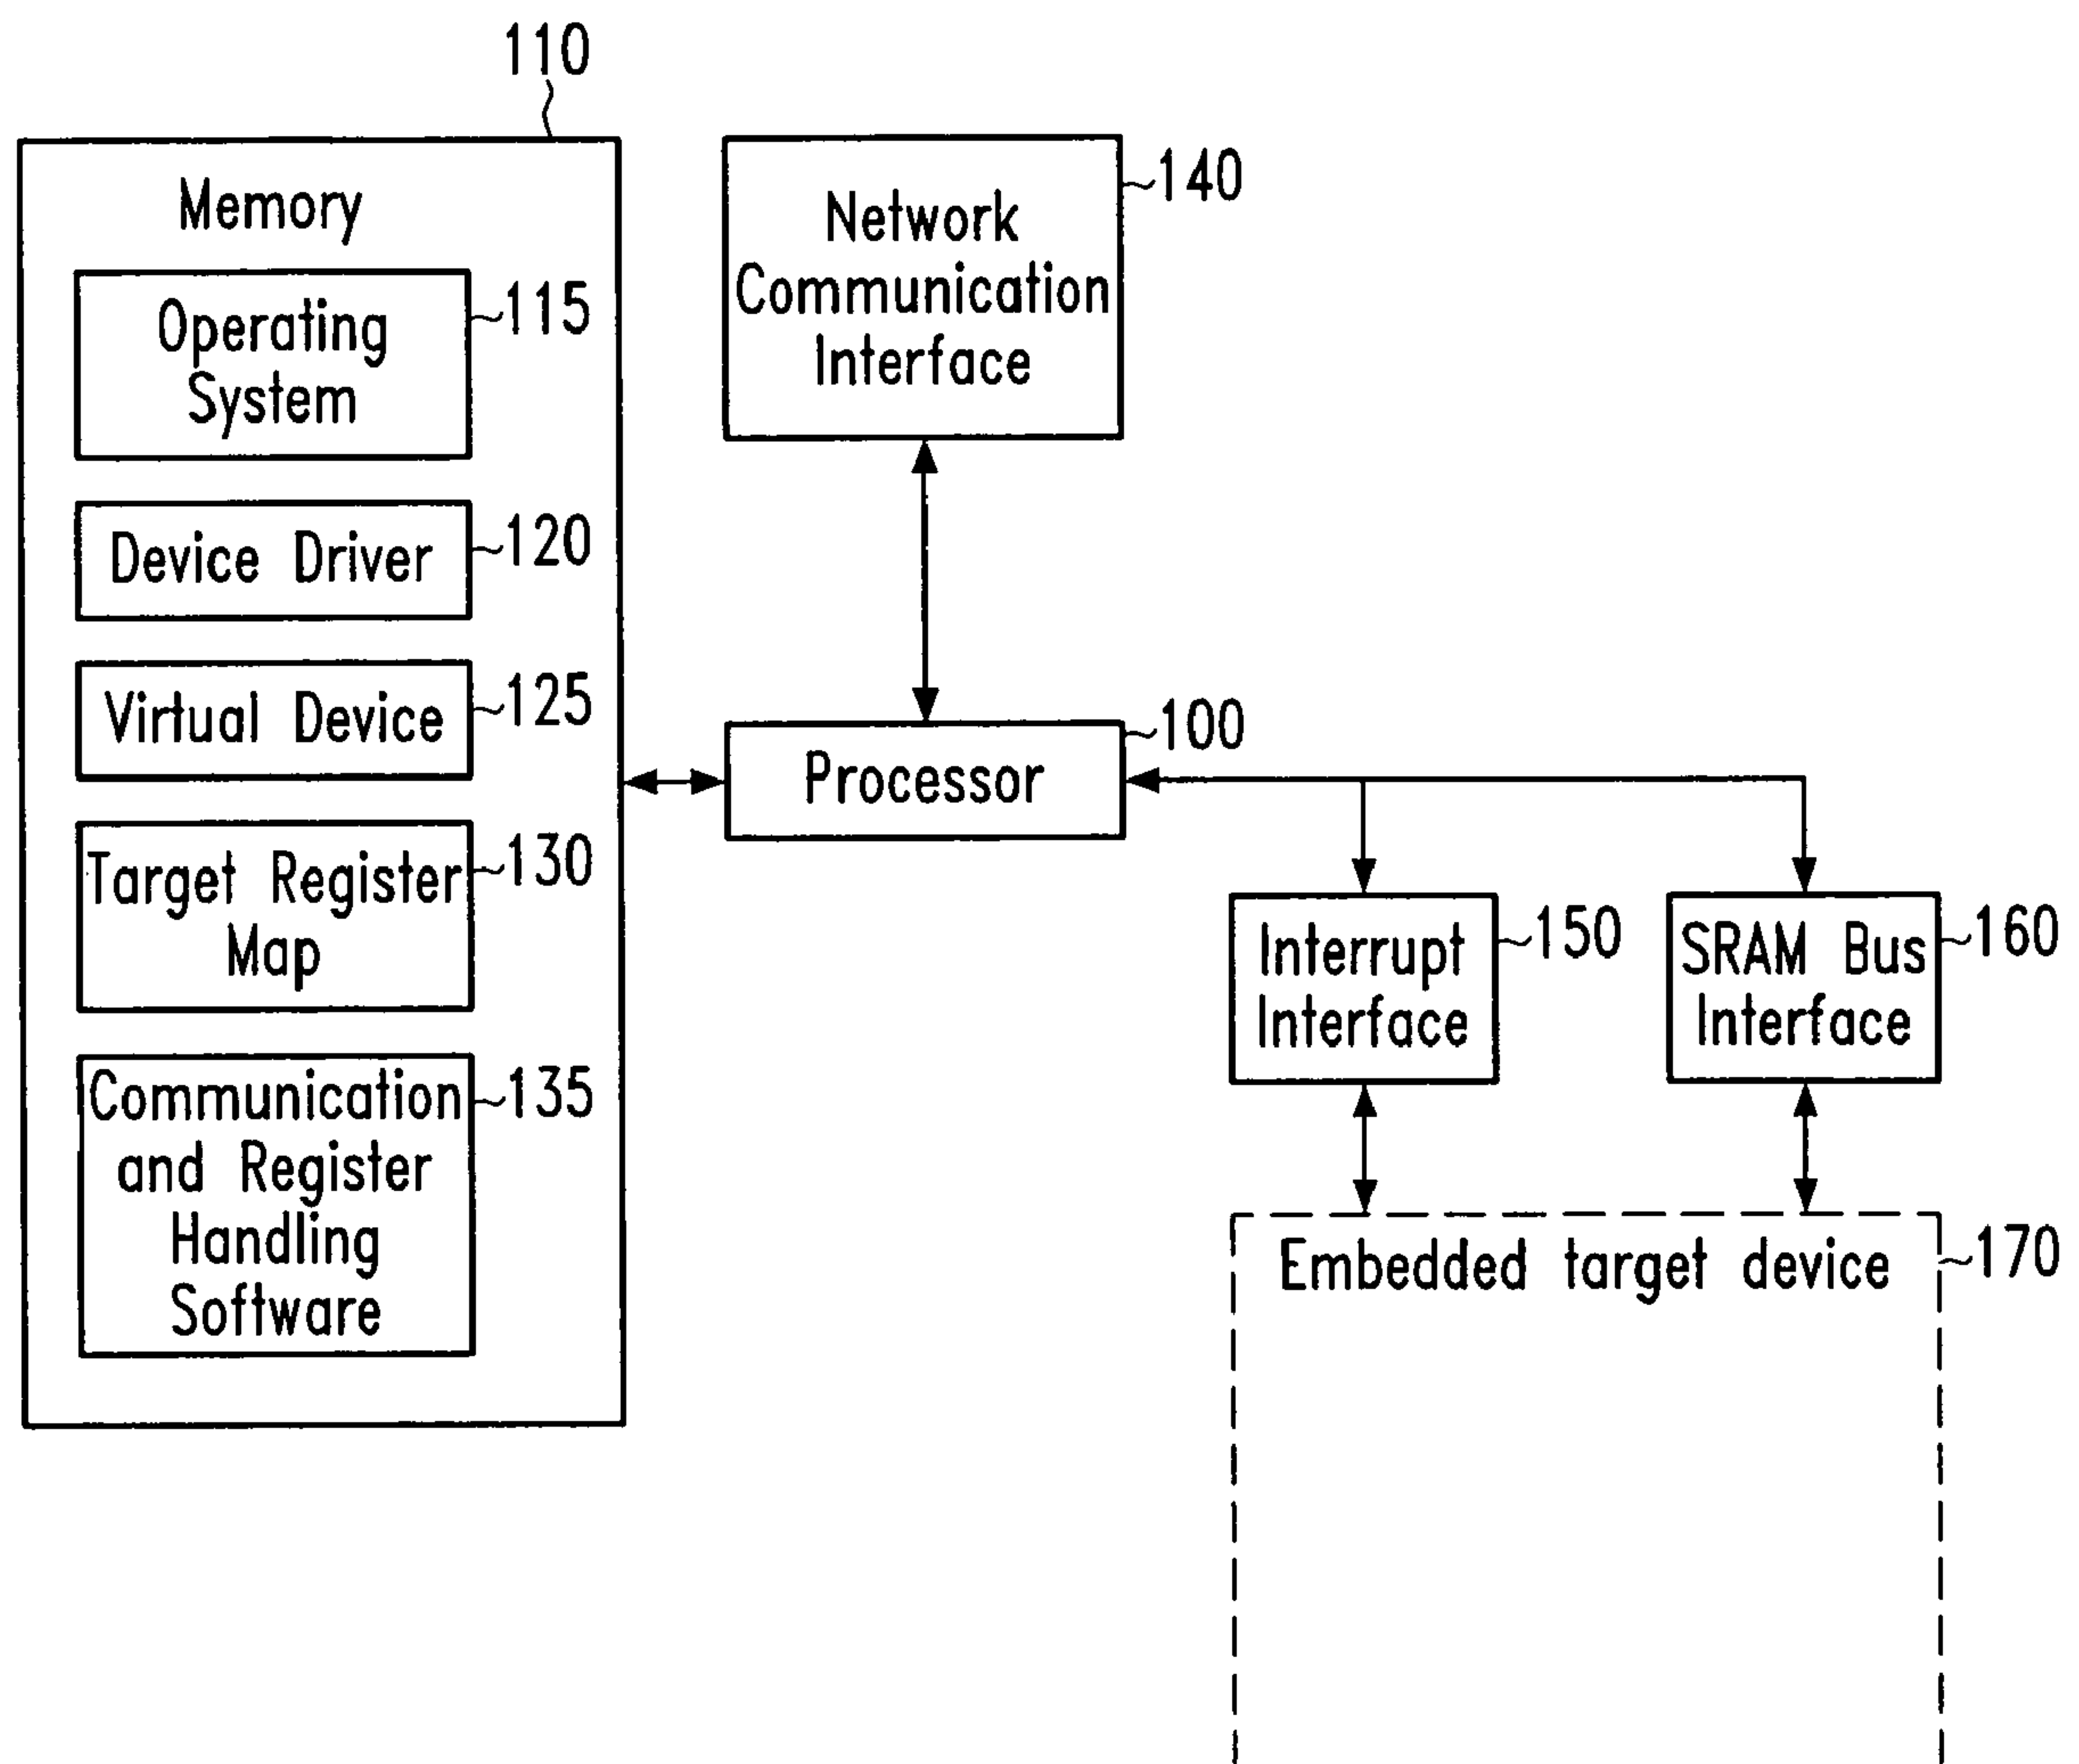 110
Memory
Operating
System
115
Device Driver
120
Virtual Device
125
Target Register
Map
130
Communication
and Register
Handling
Software
135
Network
Communication
Interface
140
Processor
100
Interrupt
Interface
150
SRAM Bus
Interface
160
Embedded target device
170